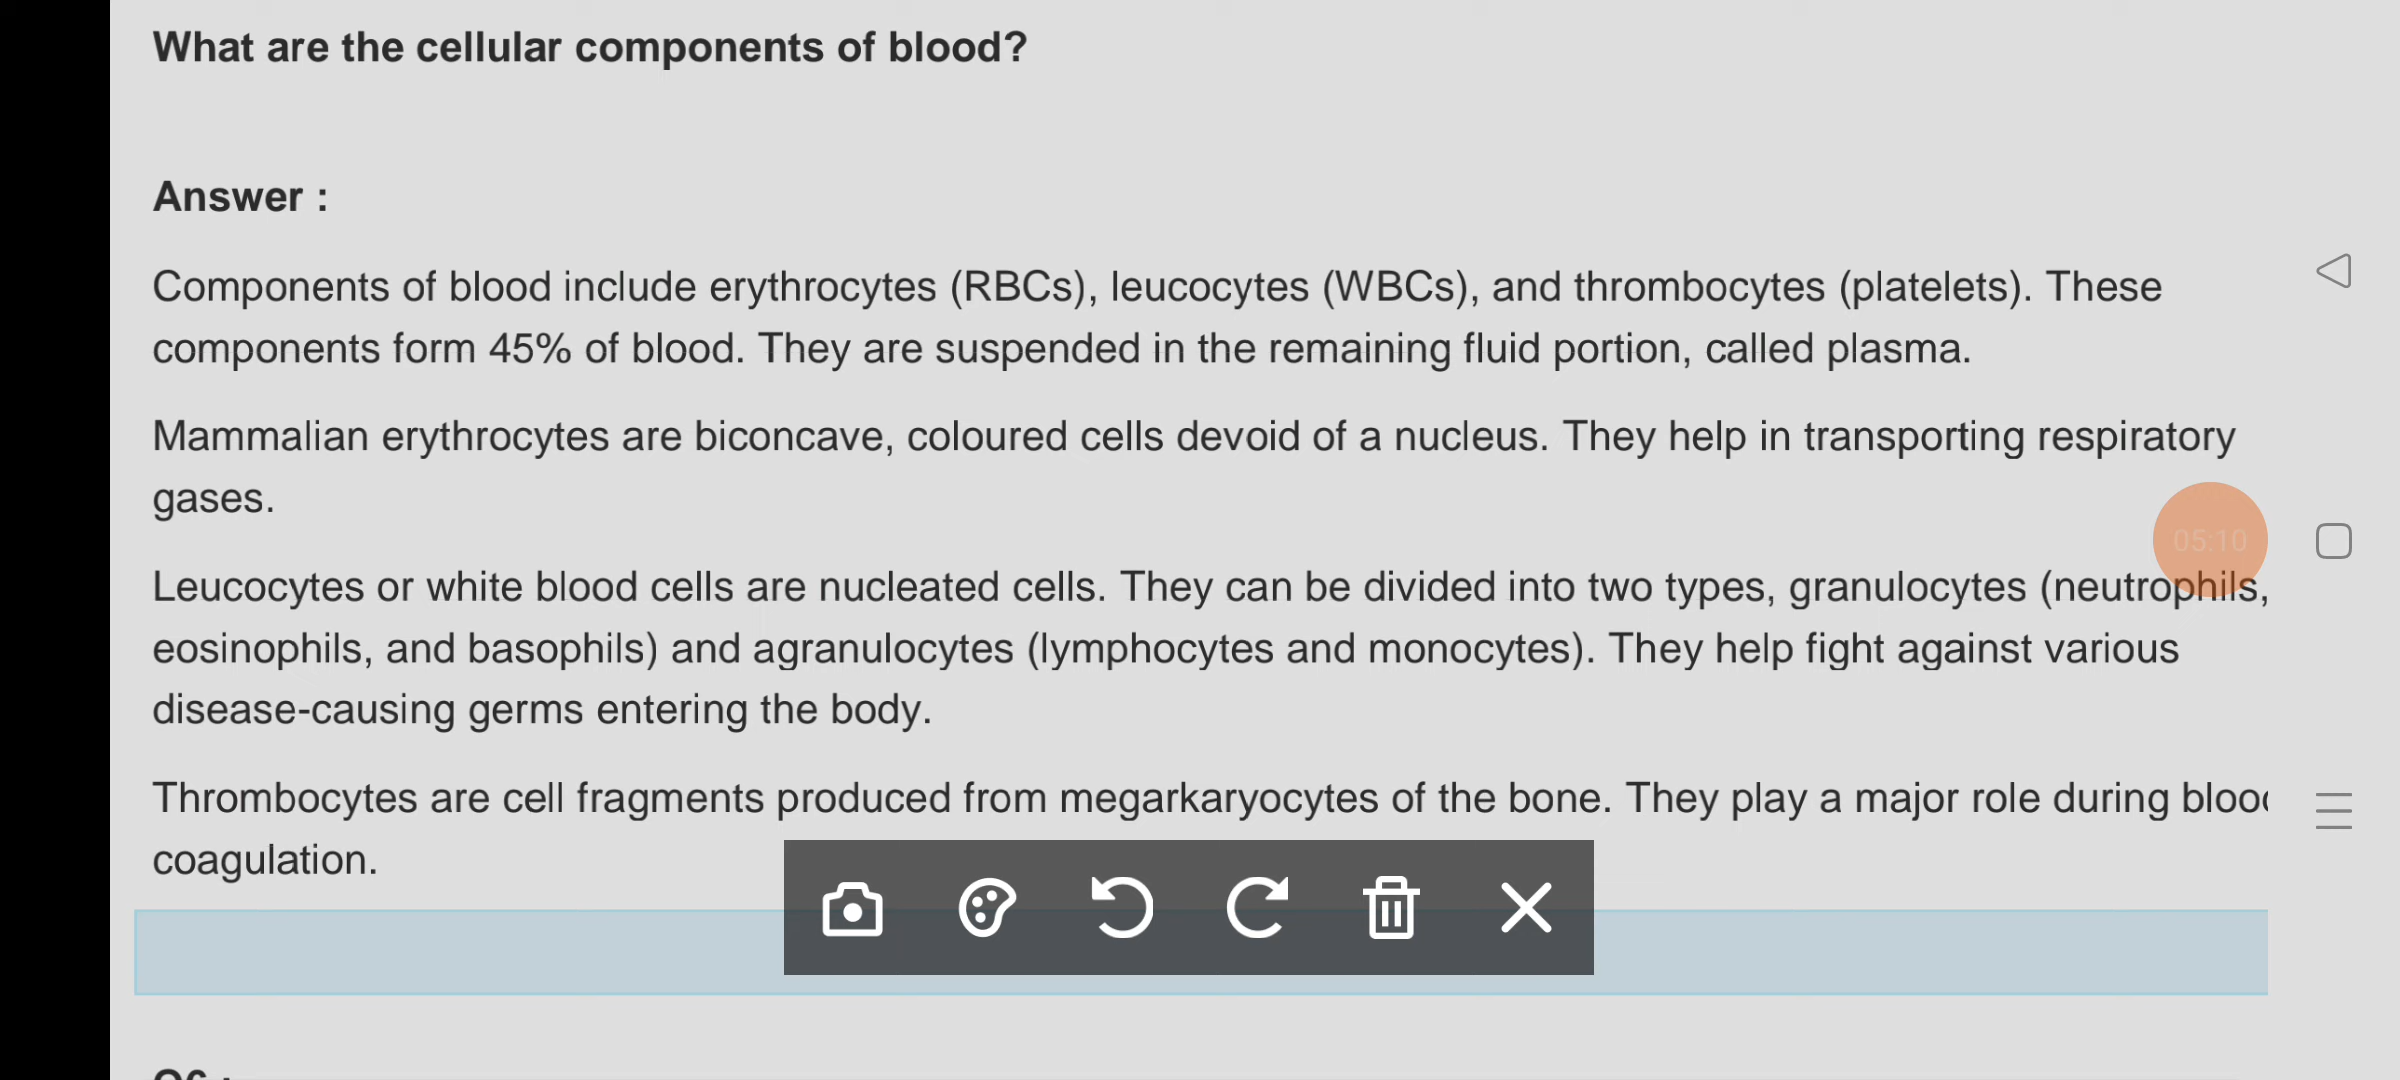 What are the cellular components of blood?
Answer :
Components of blood include erythrocytes (RBCs), leucocytes (WBCs), and thrombocytes (platelets). These
components form 45% of blood. They are suspended in the remaining fluid portion, called plasma.
Mammalian erythrocytes are biconcave, coloured cells devoid of a nucleus. They help in transporting respiratory
gases.
05:10
Leucocytes or white blood cells are nucleated cells. They can be divided into two types, granulocytes (neutrophils,
eosinophils, and basophils) and agranulocytes (lymphocytes and monocytes). They help fight against various
disease-causing germs entering the body.
Thrombocytes are cell fragments produced from megarkaryocytes of the bone. They play a major role during blood
coagulation.